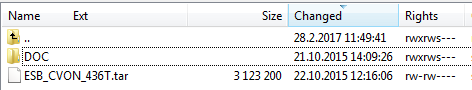 Name Ext Size Changed Rights
.. 28.2.2017 11:49:41 rwxrws---
DOC 21.10.2015 14:09:26 rwxrws---
ESB_CVON_436T.tar 3 123 200 22.10.2015 12:16:06 rw-rw----